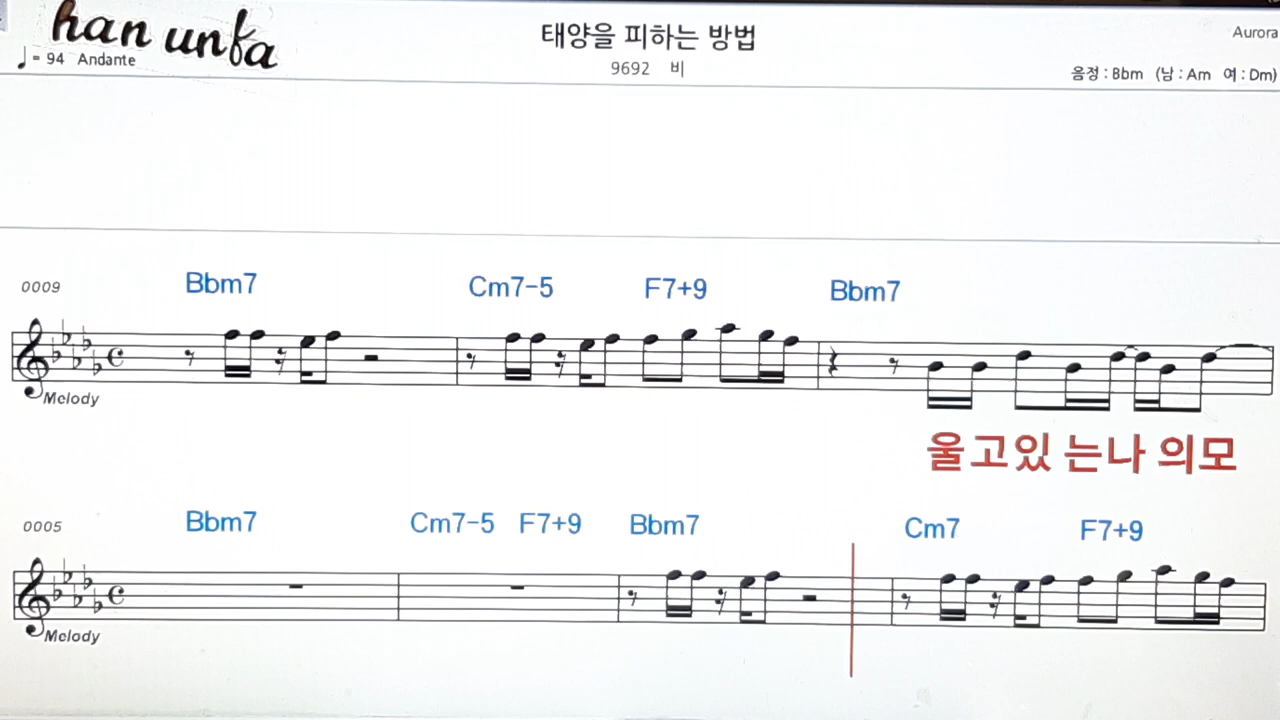 han unfa
태양을 피하는 방법
Aurora
♩= 94 Andante
9692 비
음정 : Bbm (남 : Am 여 : Dm)
0009 Bbm7 Cm7-5 F7+9 Bbm7
Melody
울고있 는나 의모
0005 Bbm7 Cm7-5 F7+9 Bbm7 Cm7 F7+9
Melody